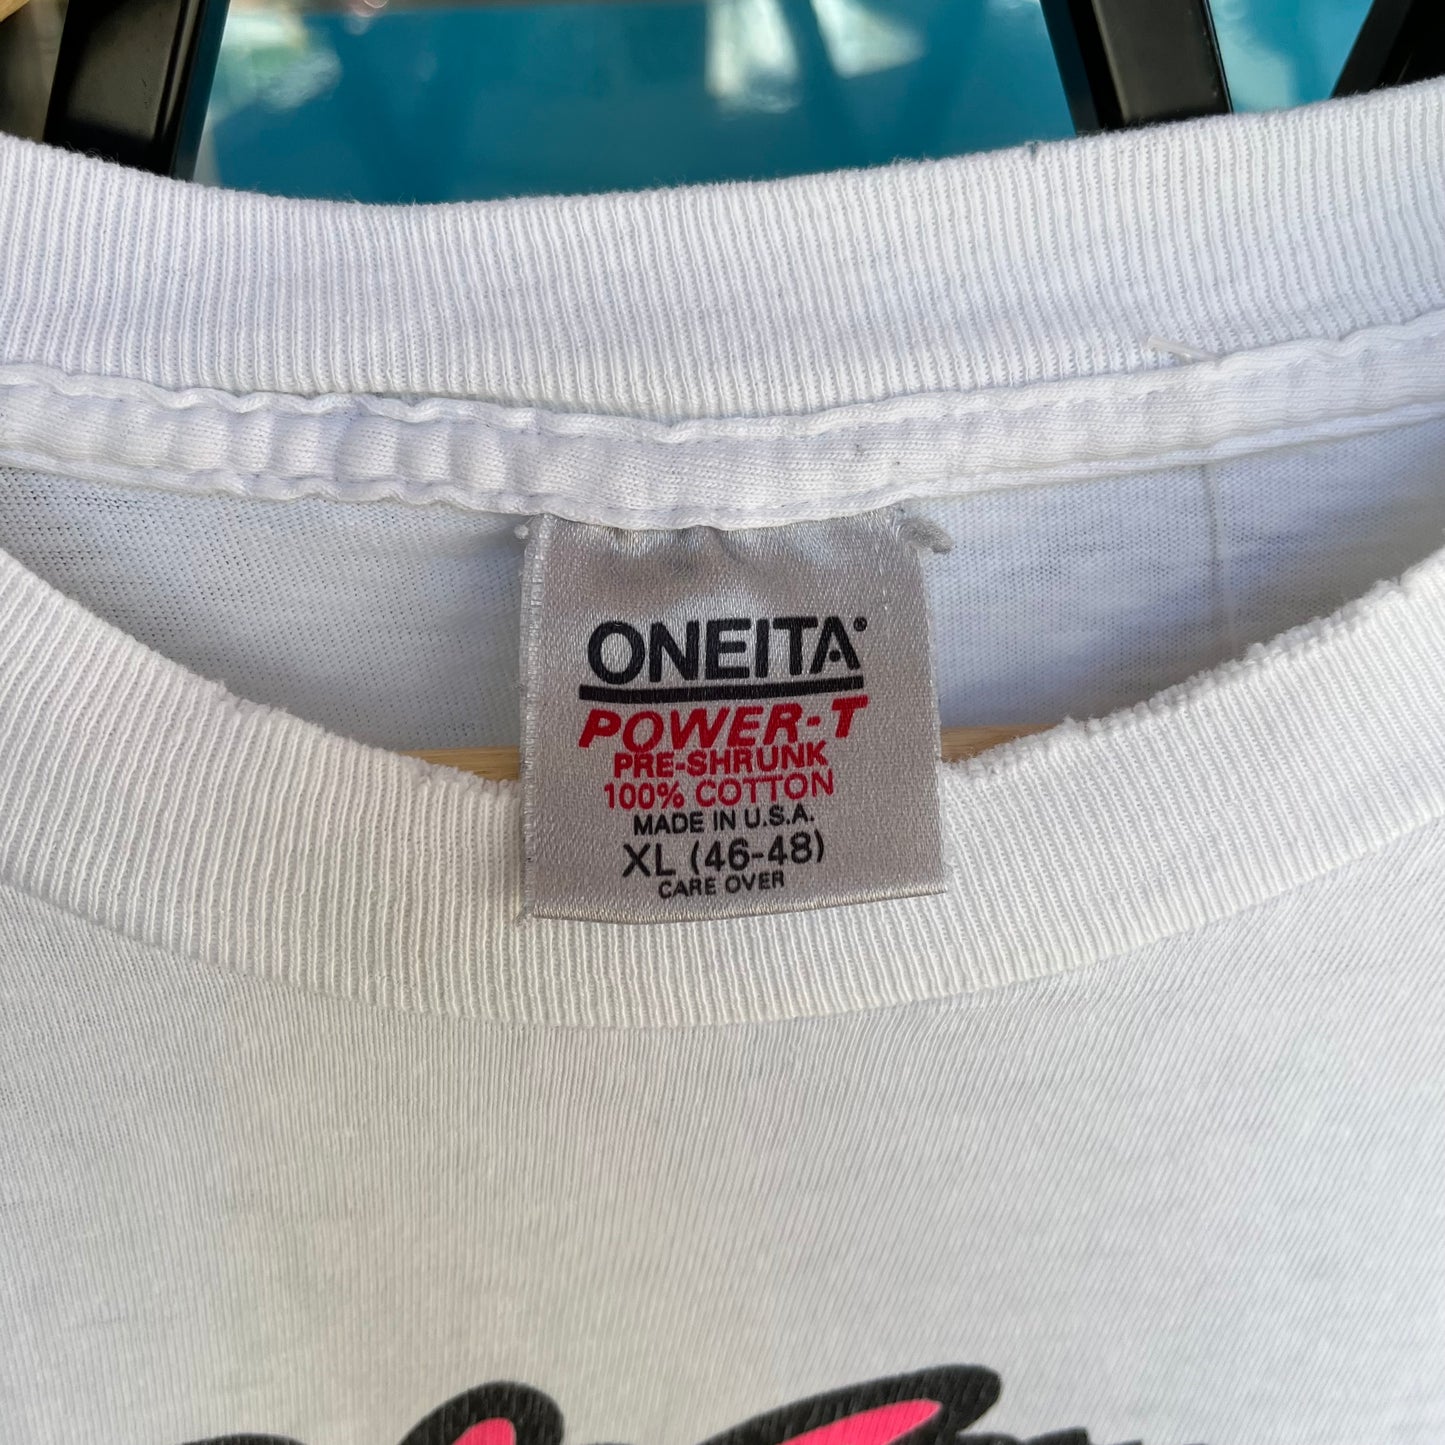 ONEITA®
POWER-T
PRE-SHRUNK
100% COTTON
MADE IN U.S.A.
XL (46-48)
CARE OVER